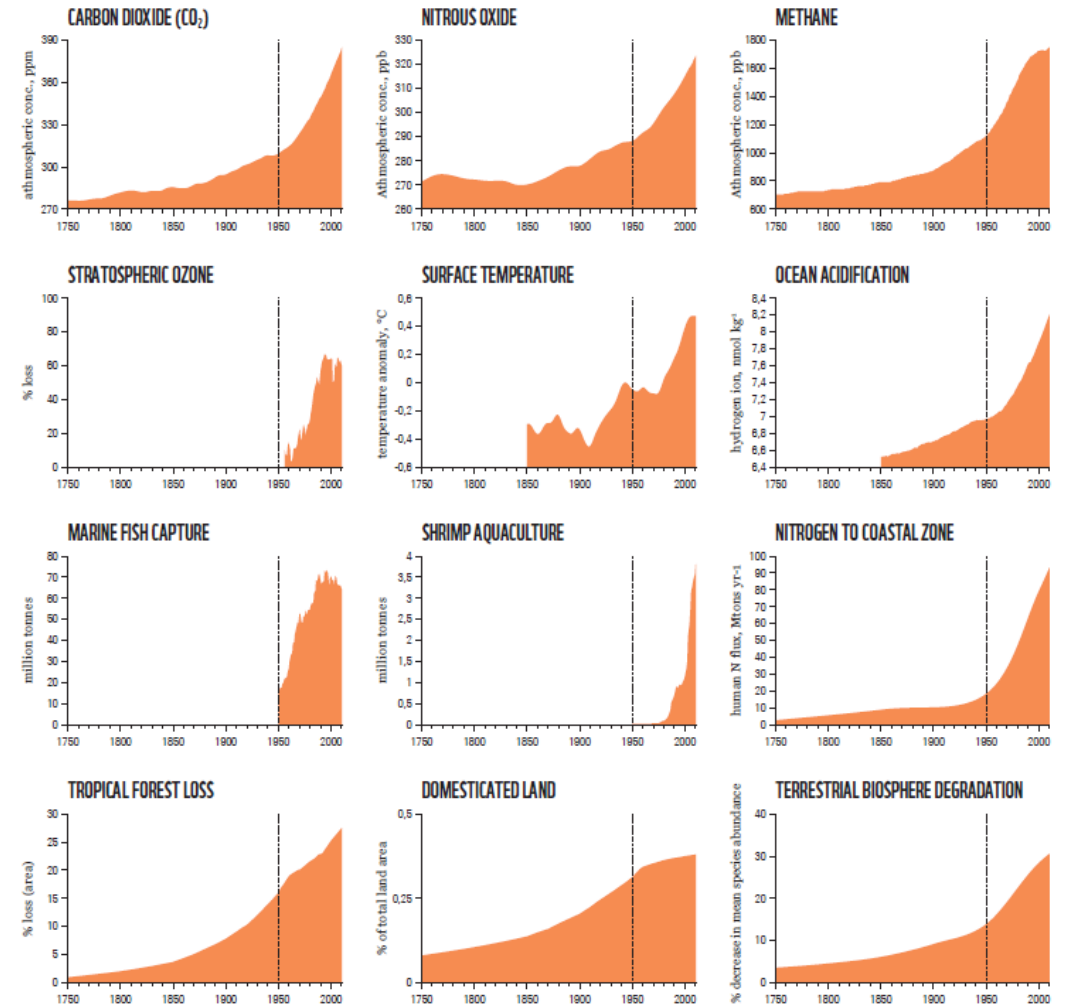 CARBON DIOXIDE (CO₂)
athmospheric conc., ppm
390
360
330
300
270
1750 1800 1850 1900 1950 2000
NITROUS OXIDE
Athmospheric conc., ppb
330
320
310
300
290
280
270
260
1750 1800 1850 1900 1950 2000
METHANE
Athmospheric conc., ppb
1800
1600
1400
1200
1000
800
600
1750 1800 1850 1900 1950 2000
STRATOSPHERIC OZONE
% loss
100
80
60
40
20
0
1750 1800 1850 1900 1950 2000
SURFACE TEMPERATURE
temperature anomaly, °C
0,6
0,4
0,2
0
-0,2
-0,4
-0,6
1750 1800 1850 1900 1950 2000
OCEAN ACIDIFICATION
hydrogen ion, nmol kg⁻¹
8,4
8,2
8
7,8
7,6
7,4
7,2
7
6,8
6,6
6,4
1750 1800 1850 1900 1950 2000
MARINE FISH CAPTURE
million tonnes
80
70
60
50
40
30
20
10
0
1750 1800 1850 1900 1950 2000
SHRIMP AQUACULTURE
million tonnes
4
3,5
3
2,5
2
1,5
1
0,5
0
1750 1800 1850 1900 1950 2000
NITROGEN TO COASTAL ZONE
human N flux, Mtons yr-1
100
90
80
70
60
50
40
30
20
10
0
1750 1800 1850 1900 1950 2000
TROPICAL FOREST LOSS
% loss (area)
30
25
20
15
10
5
0
1750 1800 1850 1900 1950 2000
DOMESTICATED LAND
% of total land area
0,5
0,25
0
1750 1800 1850 1900 1950 2000
TERRESTRIAL BIOSPHERE DEGRADATION
% decrease in mean species abundance
40
30
20
10
0
1750 1800 1850 1900 1950 2000